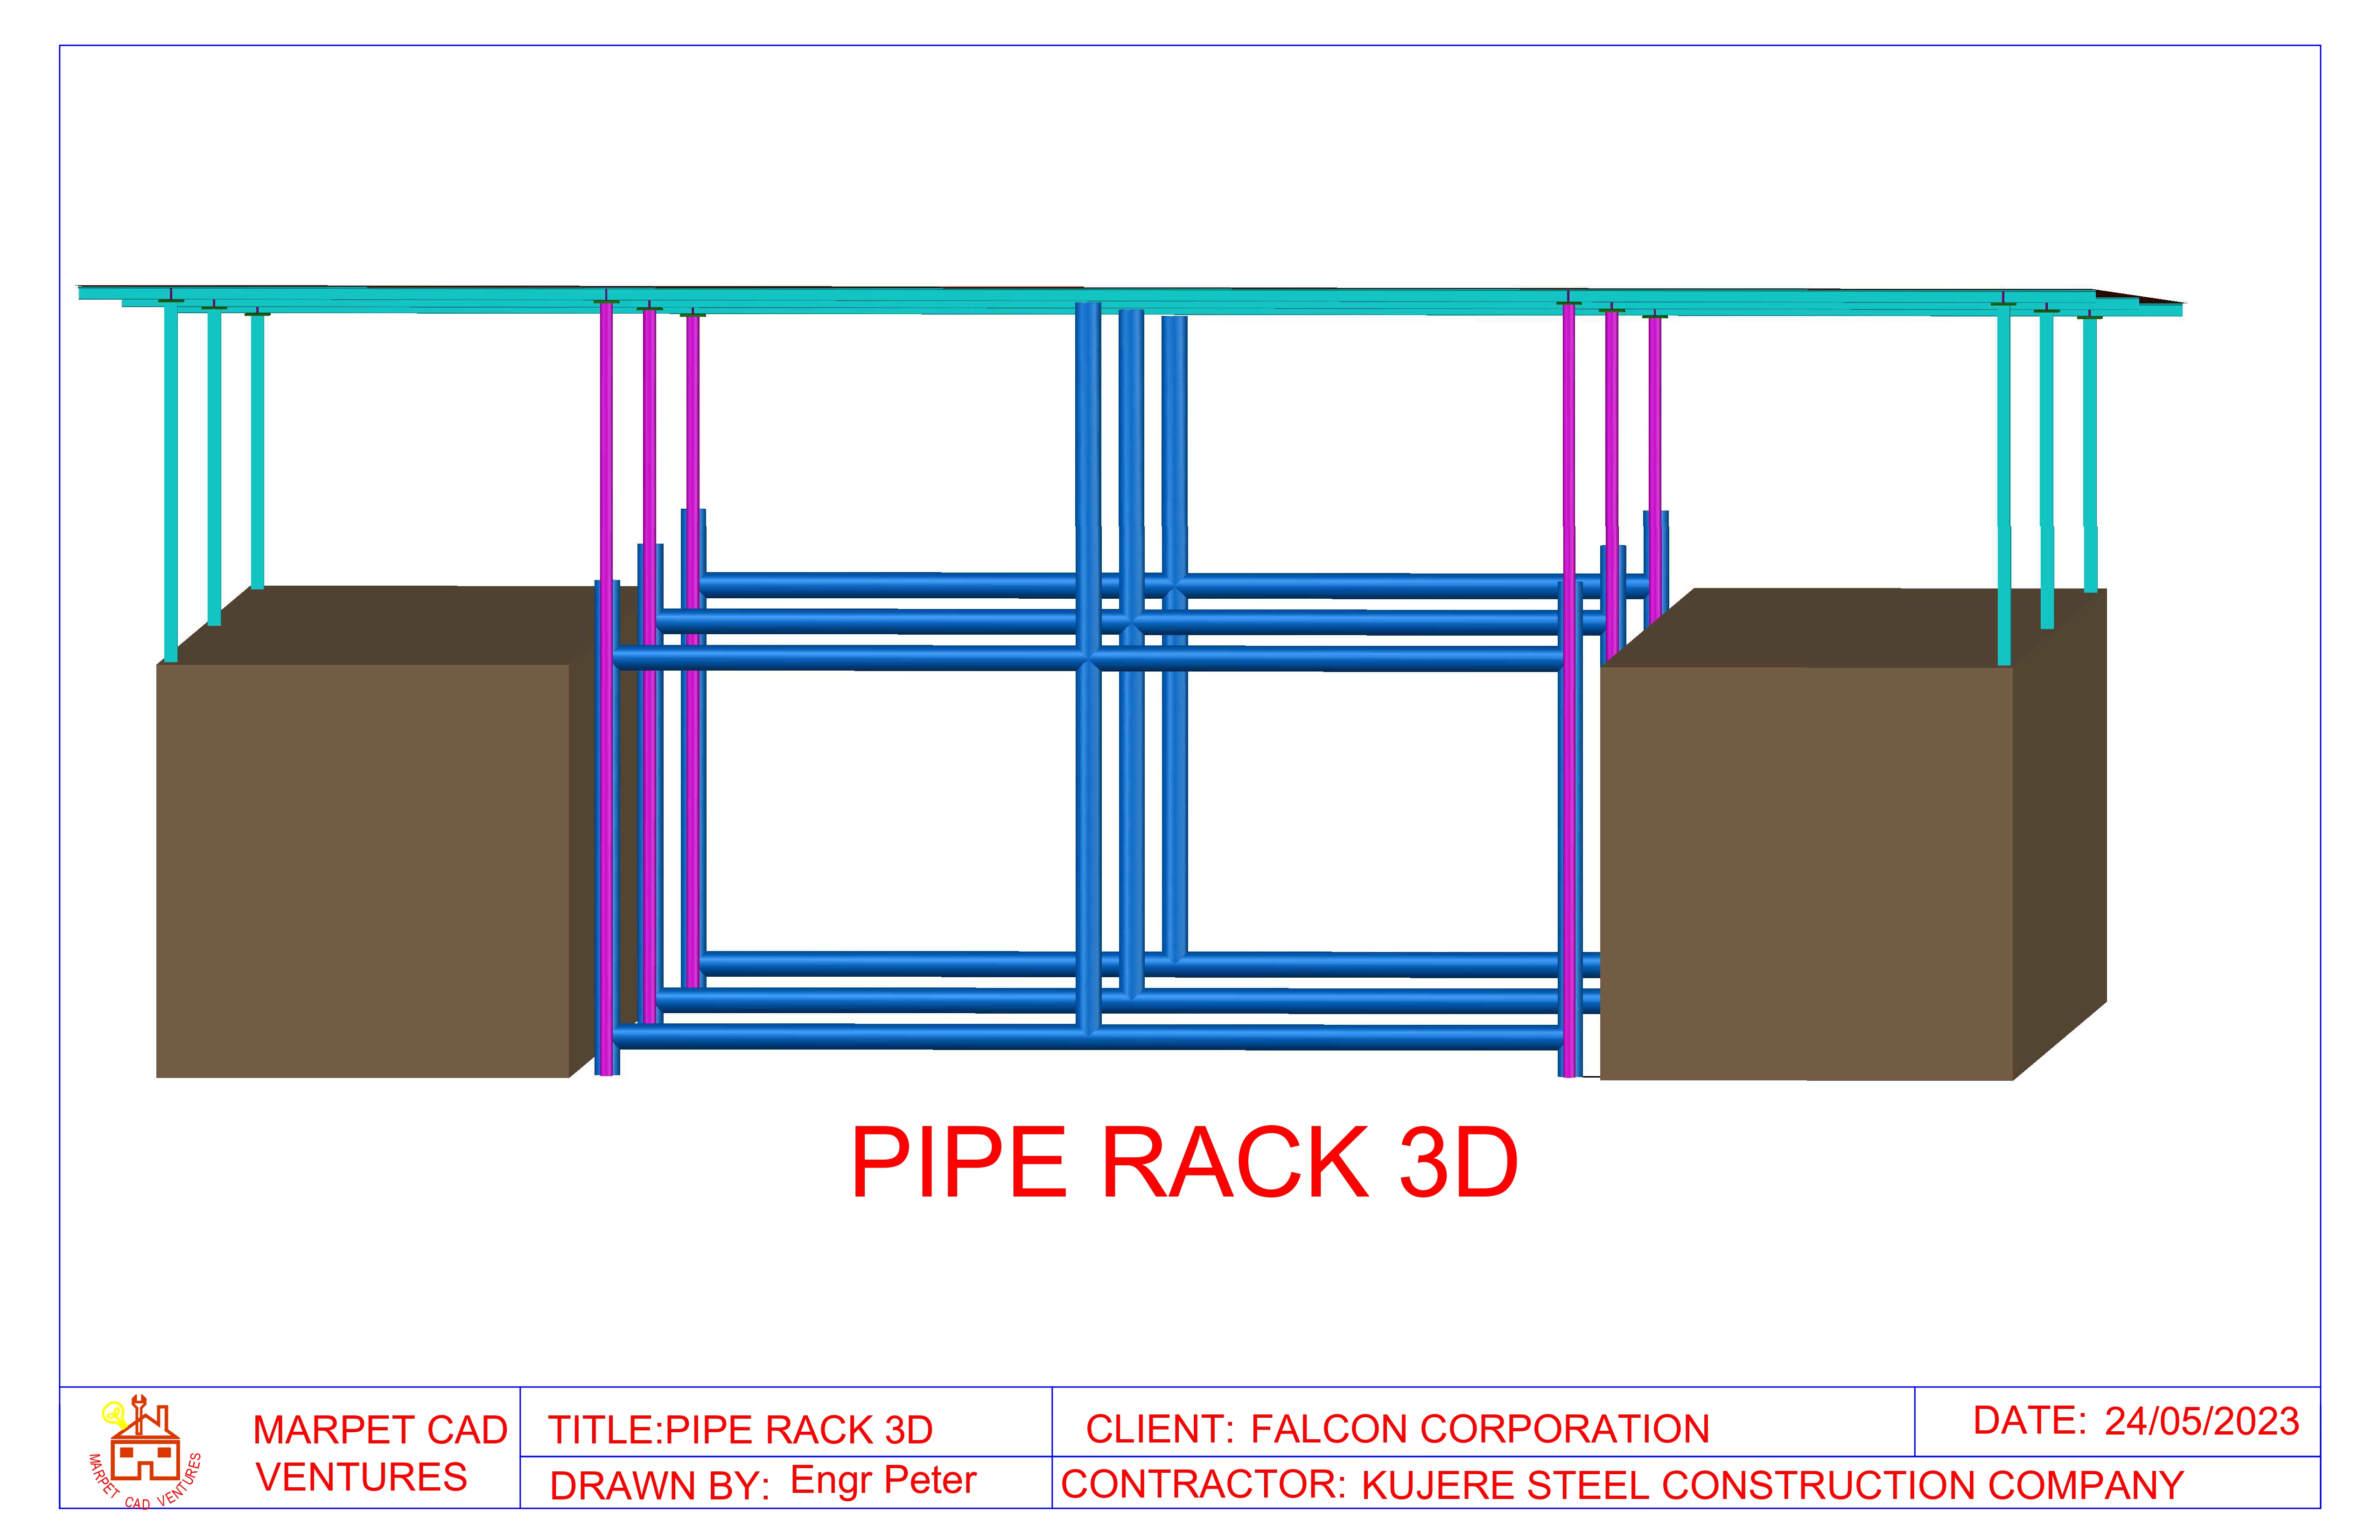 PIPE RACK 3D
MARPET CAD VENTURES
MARPET CAD
VENTURES
TITLE:PIPE RACK 3D
DRAWN BY: Engr Peter
CLIENT: FALCON CORPORATION
CONTRACTOR: KUJERE STEEL CONSTRUCTION COMPANY
DATE: 24/05/2023